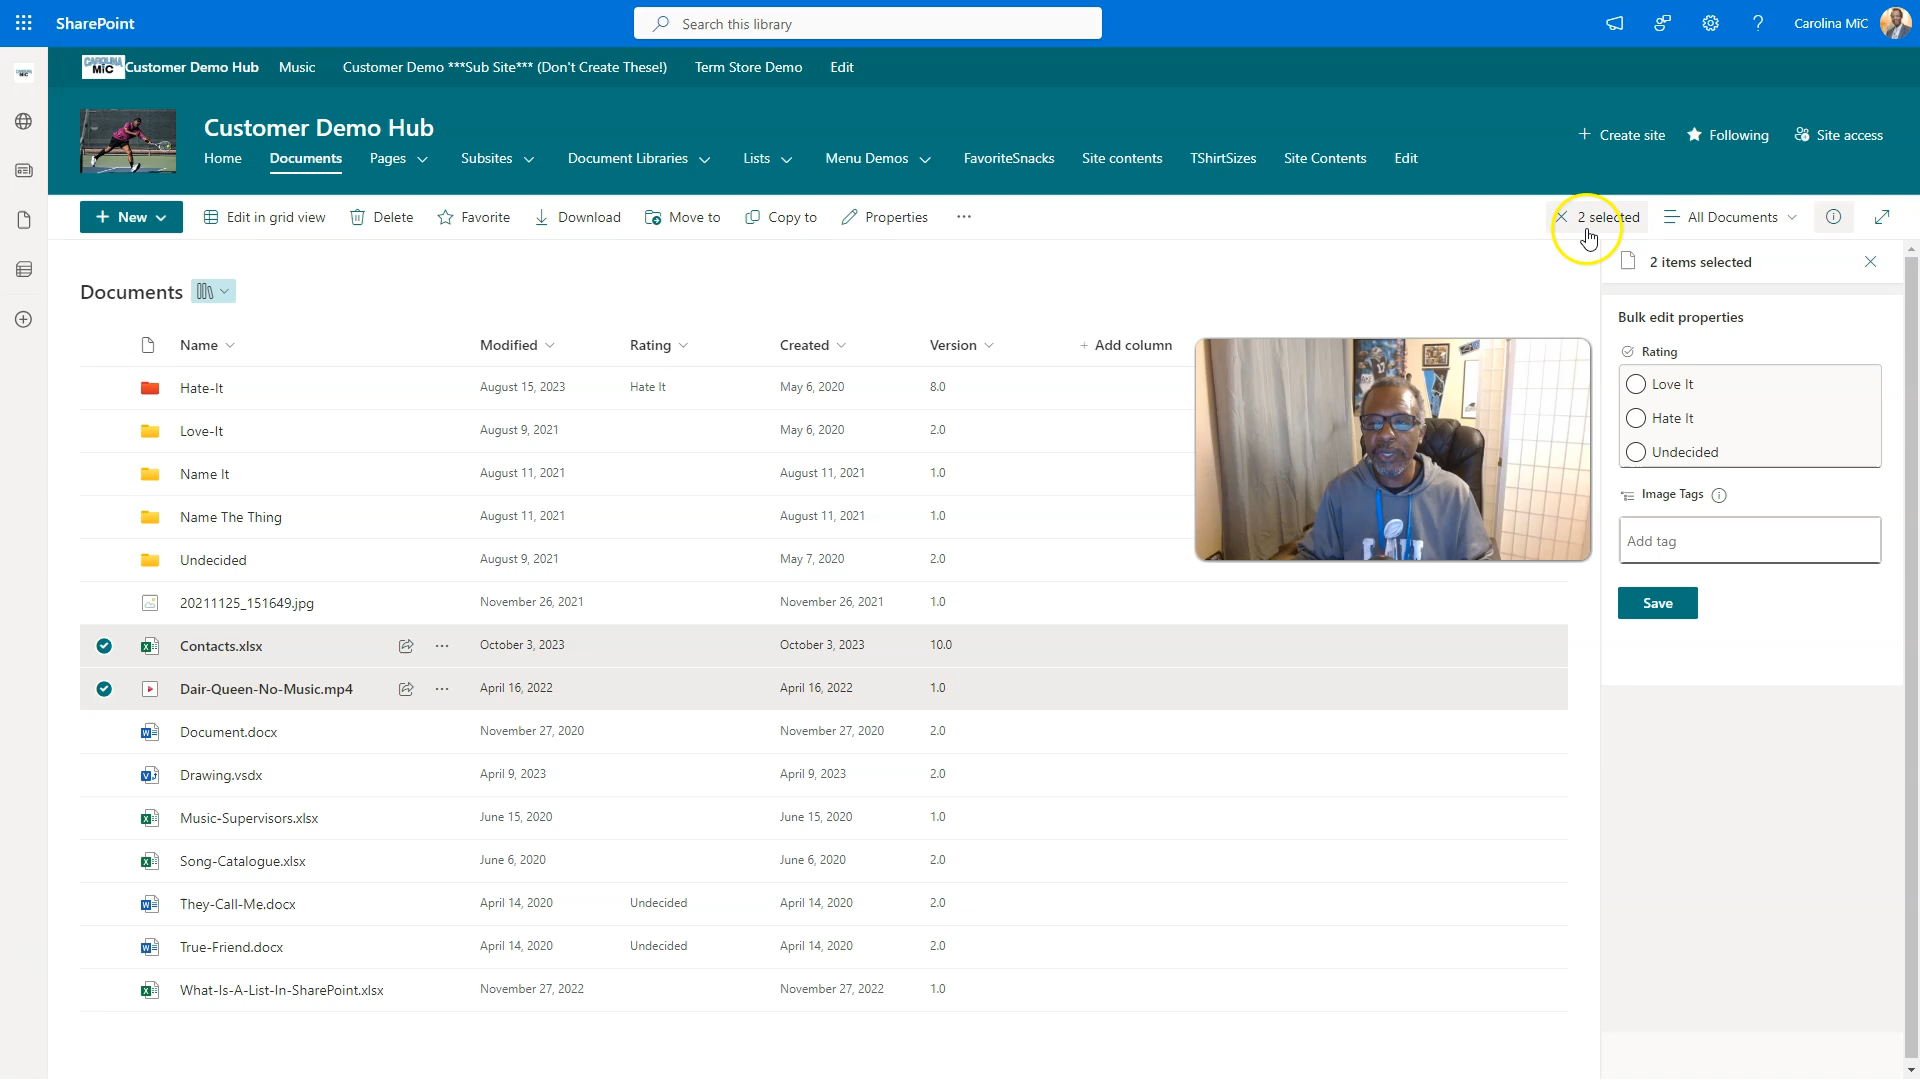 SharePoint
Search this library
Carolina MiC
CAROLINA
MiC
Customer Demo Hub
Music
Customer Demo ***Sub Site*** (Don't Create These!)
Term Store Demo
Edit
Customer Demo Hub
Create site
Following
Site access
Home
Documents
Pages
Subsites
Document Libraries
Lists
Menu Demos
FavoriteSnacks
Site contents
TShirtSizes
Site Contents
Edit
+ New
Edit in grid view
Delete
Favorite
Download
Move to
Copy to
Properties
...
2 selected
All Documents
2 items selected
Documents
Bulk edit properties
Name
Modified
Rating
Created
Version
+ Add column
Rating
Hate-It August 15, 2023 Hate It May 6, 2020 8.0
Love It
Love-It August 9, 2021 May 6, 2020 2.0
Hate It
Name It August 11, 2021 August 11, 2021 1.0
Undecided
Name The Thing August 11, 2021 August 11, 2021 1.0
Image Tags
Undecided August 9, 2021 May 7, 2020 2.0
Add tag
20211125_151649.jpg November 26, 2021 November 26, 2021 1.0
Save
Contacts.xlsx ... October 3, 2023 October 3, 2023 10.0
Dair-Queen-No-Music.mp4 ... April 16, 2022 April 16, 2022 1.0
Document.docx November 27, 2020 November 27, 2020 2.0
Drawing.vsdx April 9, 2023 April 9, 2023 2.0
Music-Supervisors.xlsx June 15, 2020 June 15, 2020 1.0
Song-Catalogue.xlsx June 6, 2020 June 6, 2020 2.0
They-Call-Me.docx April 14, 2020 Undecided April 14, 2020 2.0
True-Friend.docx April 14, 2020 Undecided April 14, 2020 2.0
What-Is-A-List-In-SharePoint.xlsx November 27, 2022 November 27, 2022 1.0